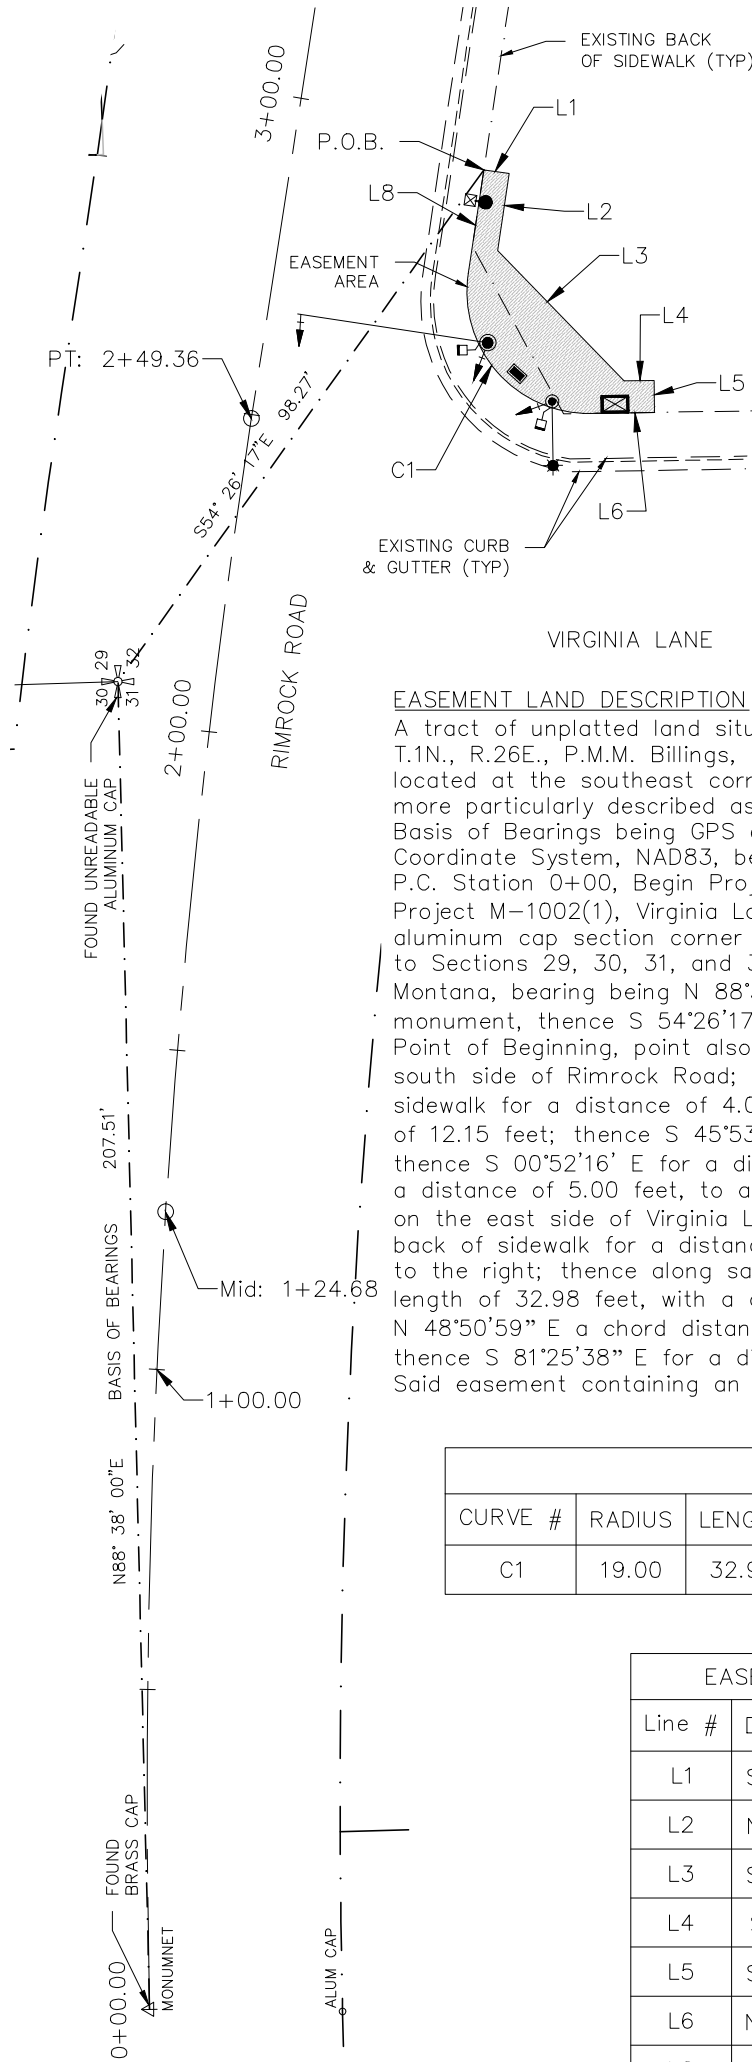 EXISTING BACK
OF SIDEWALK (TYP)
3+00.00
L1
P.O.B.
L8
L2
L3
EASEMENT
AREA
L4
PT: 2+49.36
L5
S54° 26' 17"E 98.27'
C1
L6
EXISTING CURB
& GUTTER (TYP)
RIMROCK ROAD
VIRGINIA LANE
29
32
30
31
2+00.00
FOUND UNREADABLE
ALUMINUM CAP
EASEMENT LAND DESCRIPTION
A tract of unplatted land situ
T.1N., R.26E., P.M.M. Billings,
located at the southeast corr
more particularly described as
Basis of Bearings being GPS
Coordinate System, NAD83, be
P.C. Station 0+00, Begin Proj
Project M-1002(1), Virginia La
aluminum cap section corner
to Sections 29, 30, 31, and 3
Montana, bearing being N 88°
monument, thence S 54°26'17
Point of Beginning, point also
south side of Rimrock Road;
sidewalk for a distance of 4.0
of 12.15 feet; thence S 45°53
thence S 00°52'16' E for a di
a distance of 5.00 feet, to a
on the east side of Virginia L
back of sidewalk for a distanc
to the right; thence along sa
length of 32.98 feet, with a
N 48°50'59" E a chord distan
thence S 81°25'38" E for a di
Said easement containing an
207.51'
BASIS OF BEARINGS
N88° 38' 00"E
Mid: 1+24.68
1+00.00
CURVE # RADIUS LENG
C1 19.00 32.9
EASE
Line # D
L1 S
L2 N
L3 S
L4 S
L5 S
L6 N
FOUND
BRASS CAP
MONUMNET
0+00.00
ALUM CAP